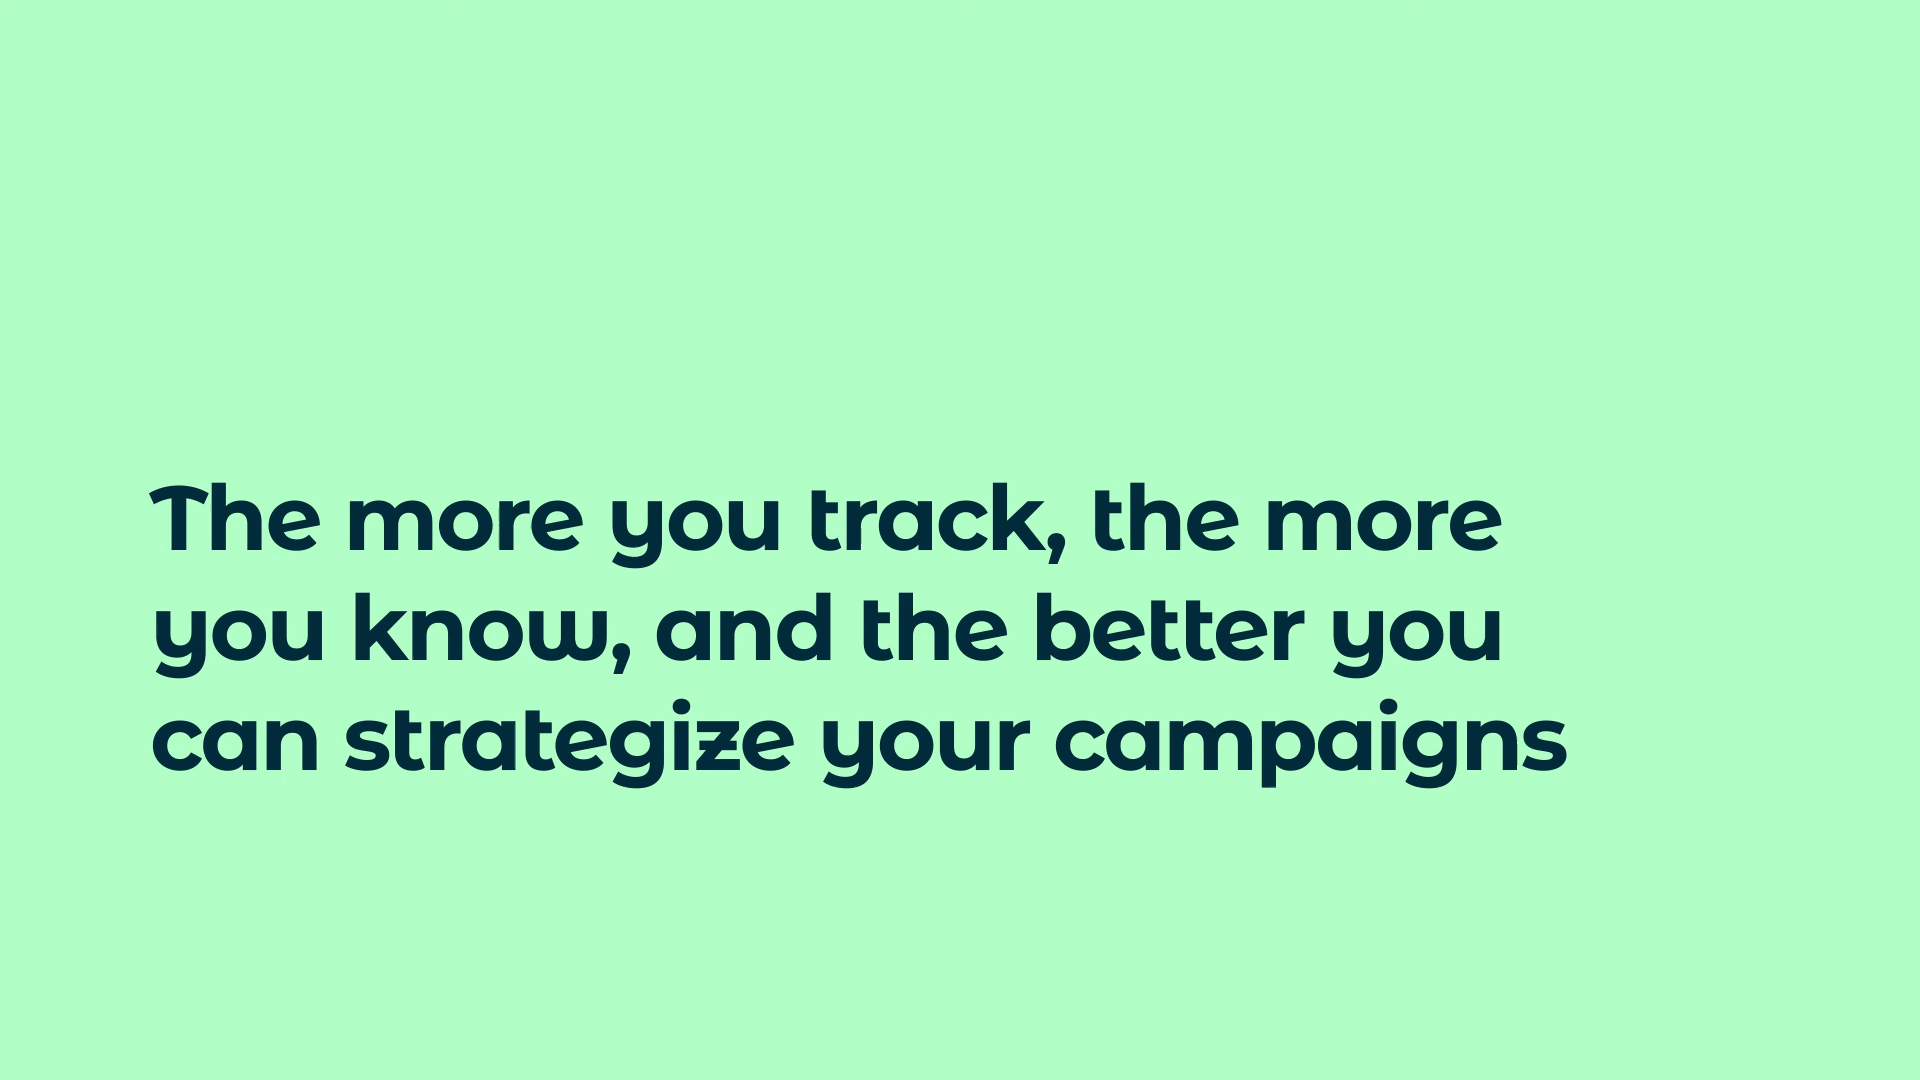 The more you track, the more
you know, and the better you
can strategize your campaigns